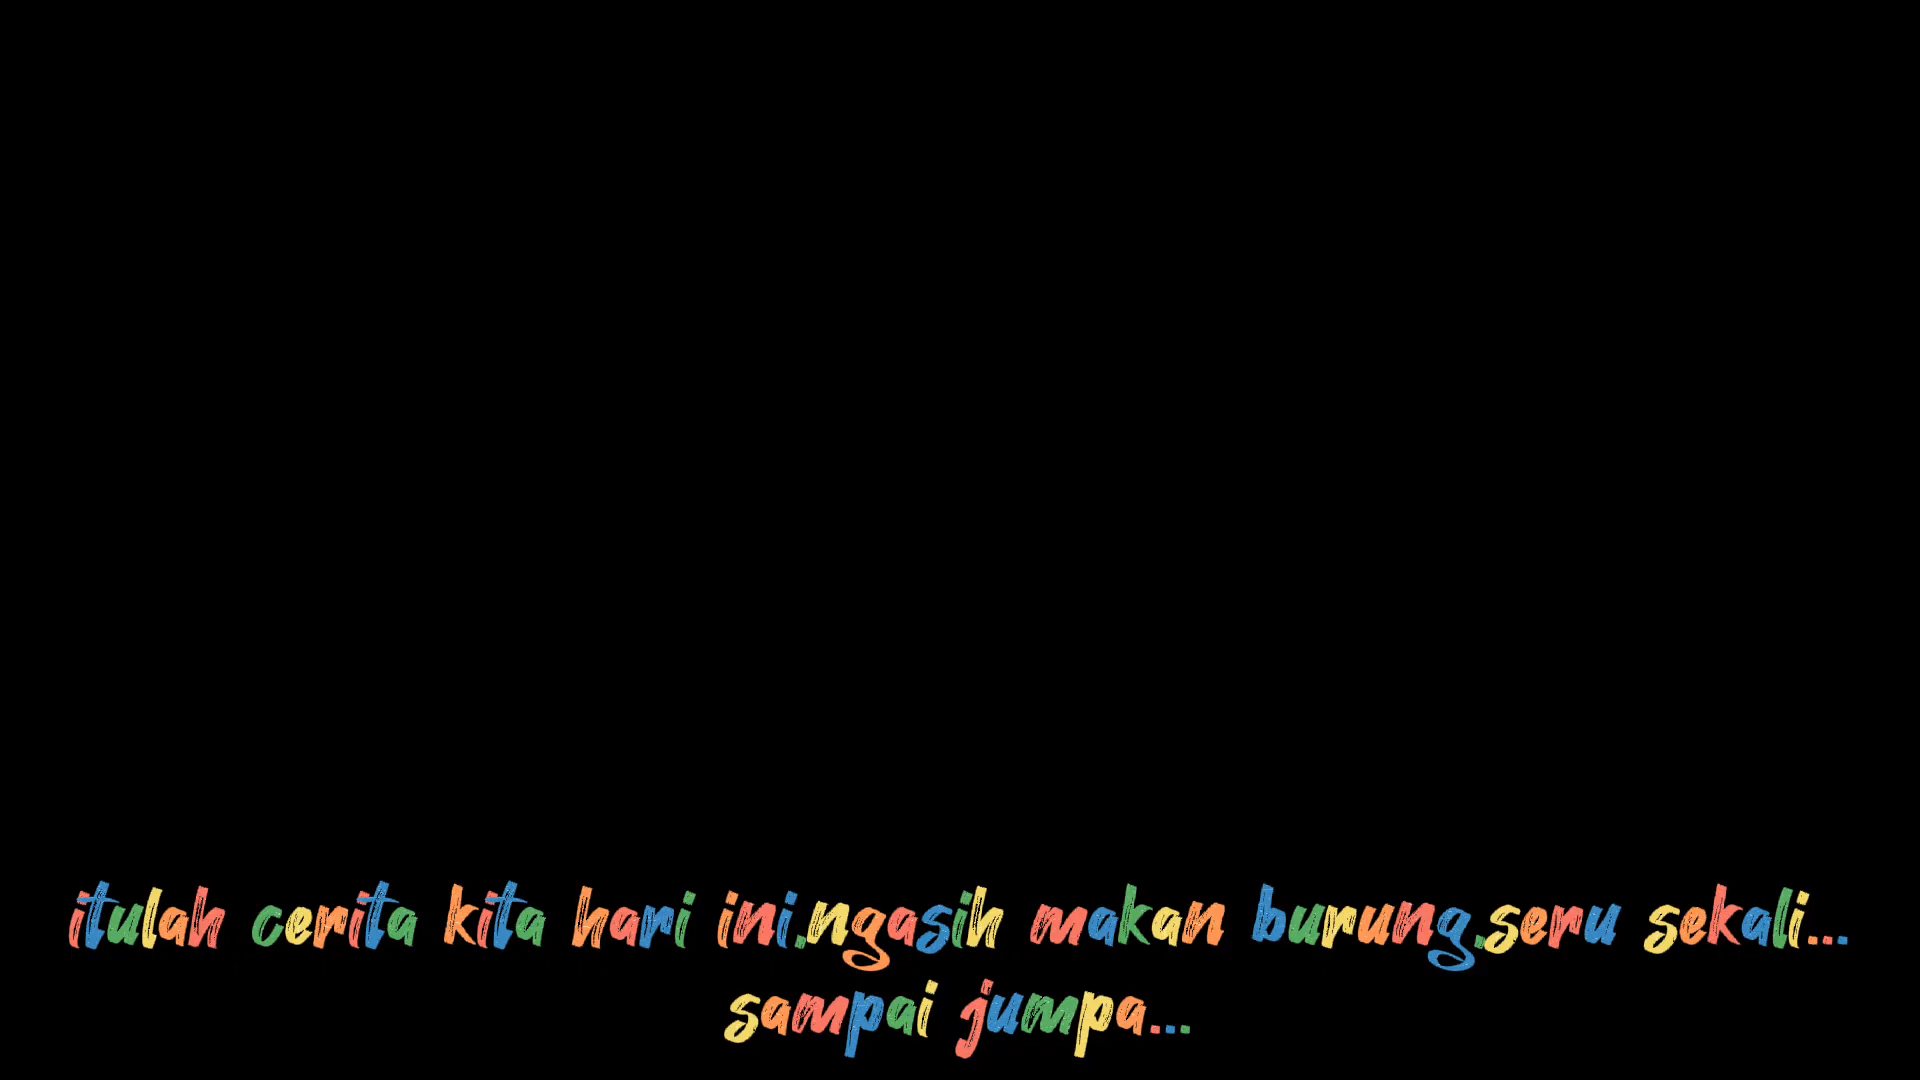 itulah cerita kita hari ini,ngasih makan burung,seru sekali...
sampai jumpa...